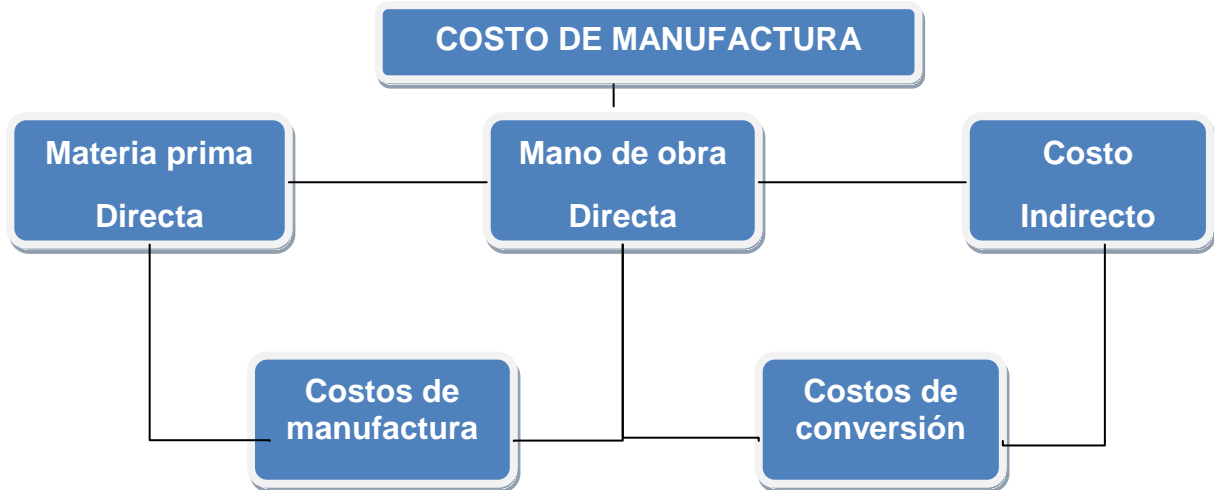 COSTO DE MANUFACTURA
Materia prima
Directa
Mano de obra
Directa
Costo
Indirecto
Costos de
manufactura
Costos de
conversión